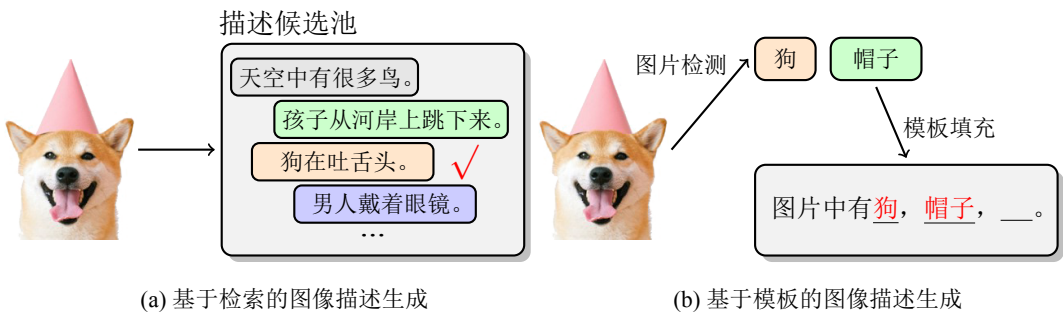 描述候选池
天空中有很多鸟。
孩子从河岸上跳下来。
狗在吐舌头。
男人戴着眼镜。
...
(a) 基于检索的图像描述生成
图片检测
狗
帽子
模板填充
图片中有狗，帽子，___。
(b) 基于模板的图像描述生成